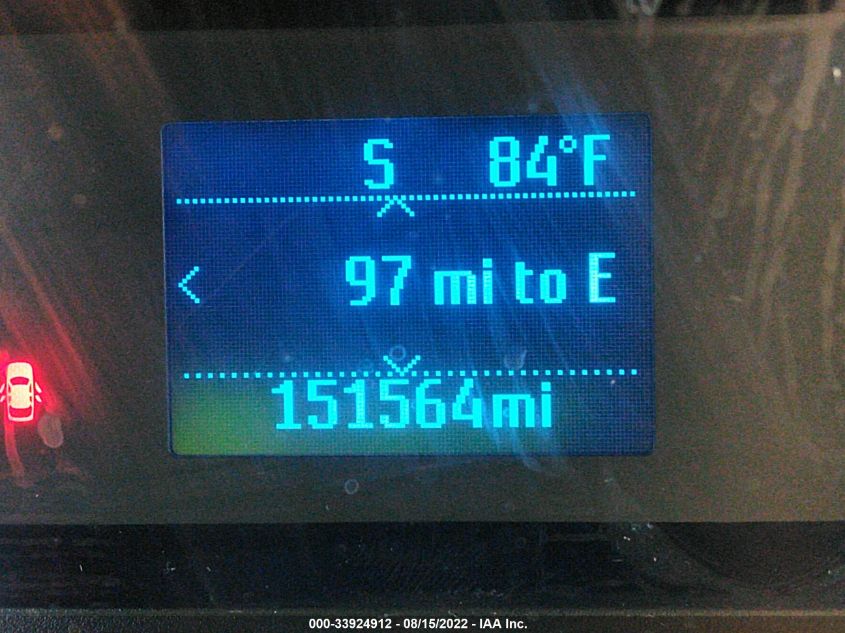 S 84°F
97 mi to E
151564mi
000-33924912 - 08/15/2022 - IAA Inc.